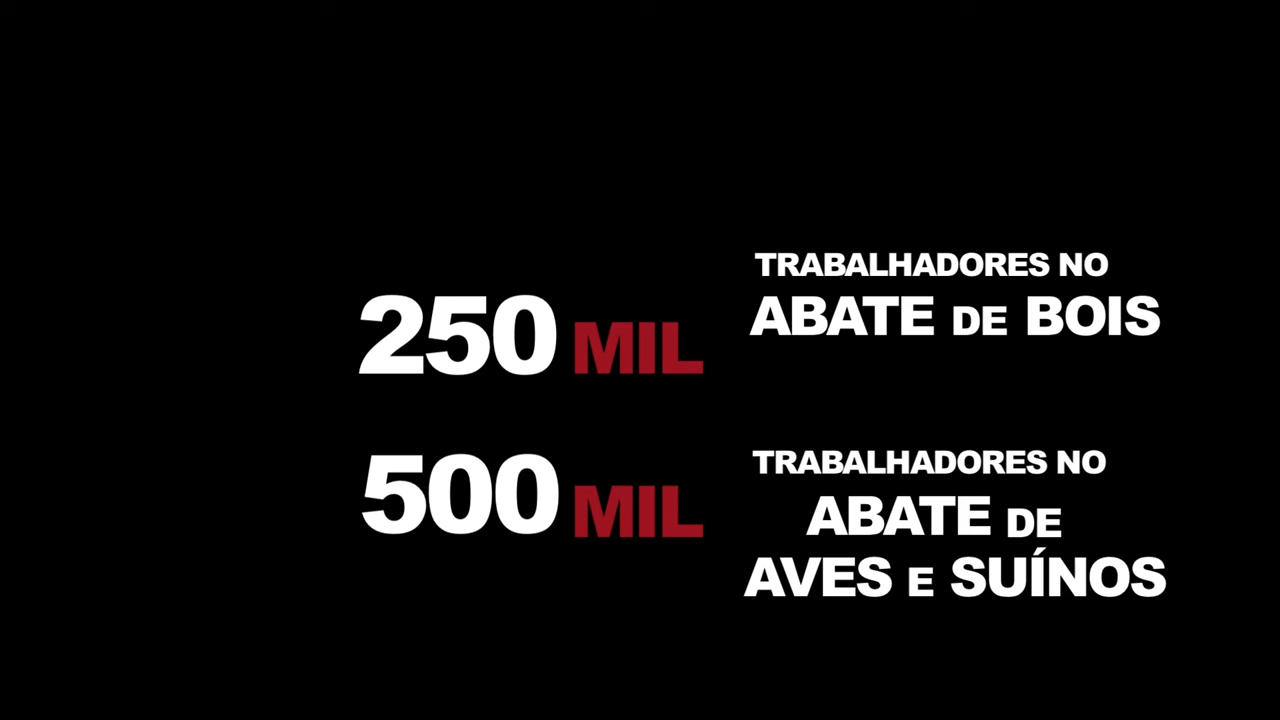 250 MIL
TRABALHADORES NO
ABATE DE BOIS
500 MIL
TRABALHADORES NO
ABATE DE
AVES E SUÍNOS